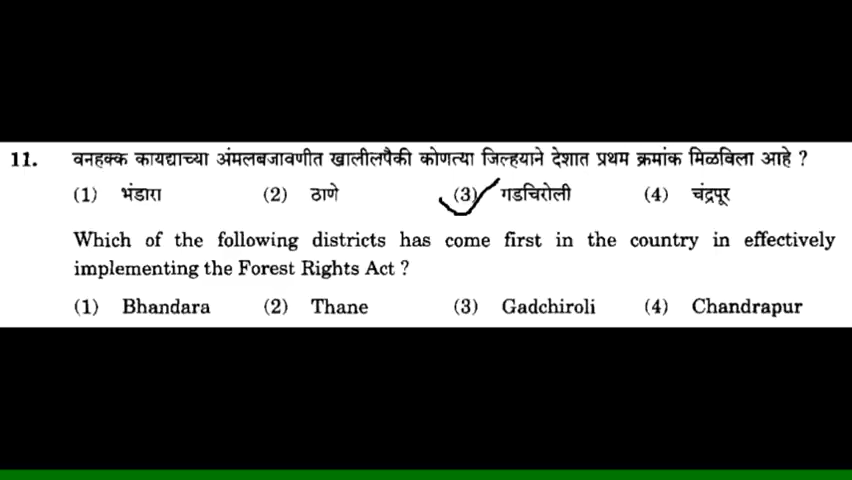 11. वनहक्क कायद्याच्या अंमलबजावणीत खालीलपैकी कोणत्या जिल्हयाने देशात प्रथम क्रमांक मिळविला आहे ?
(1) भंडारा (2) ठाणे (3) गडचिरोली (4) चंद्रपूर
Which of the following districts has come first in the country in effectively
implementing the Forest Rights Act ?
(1) Bhandara (2) Thane (3) Gadchiroli (4) Chandrapur